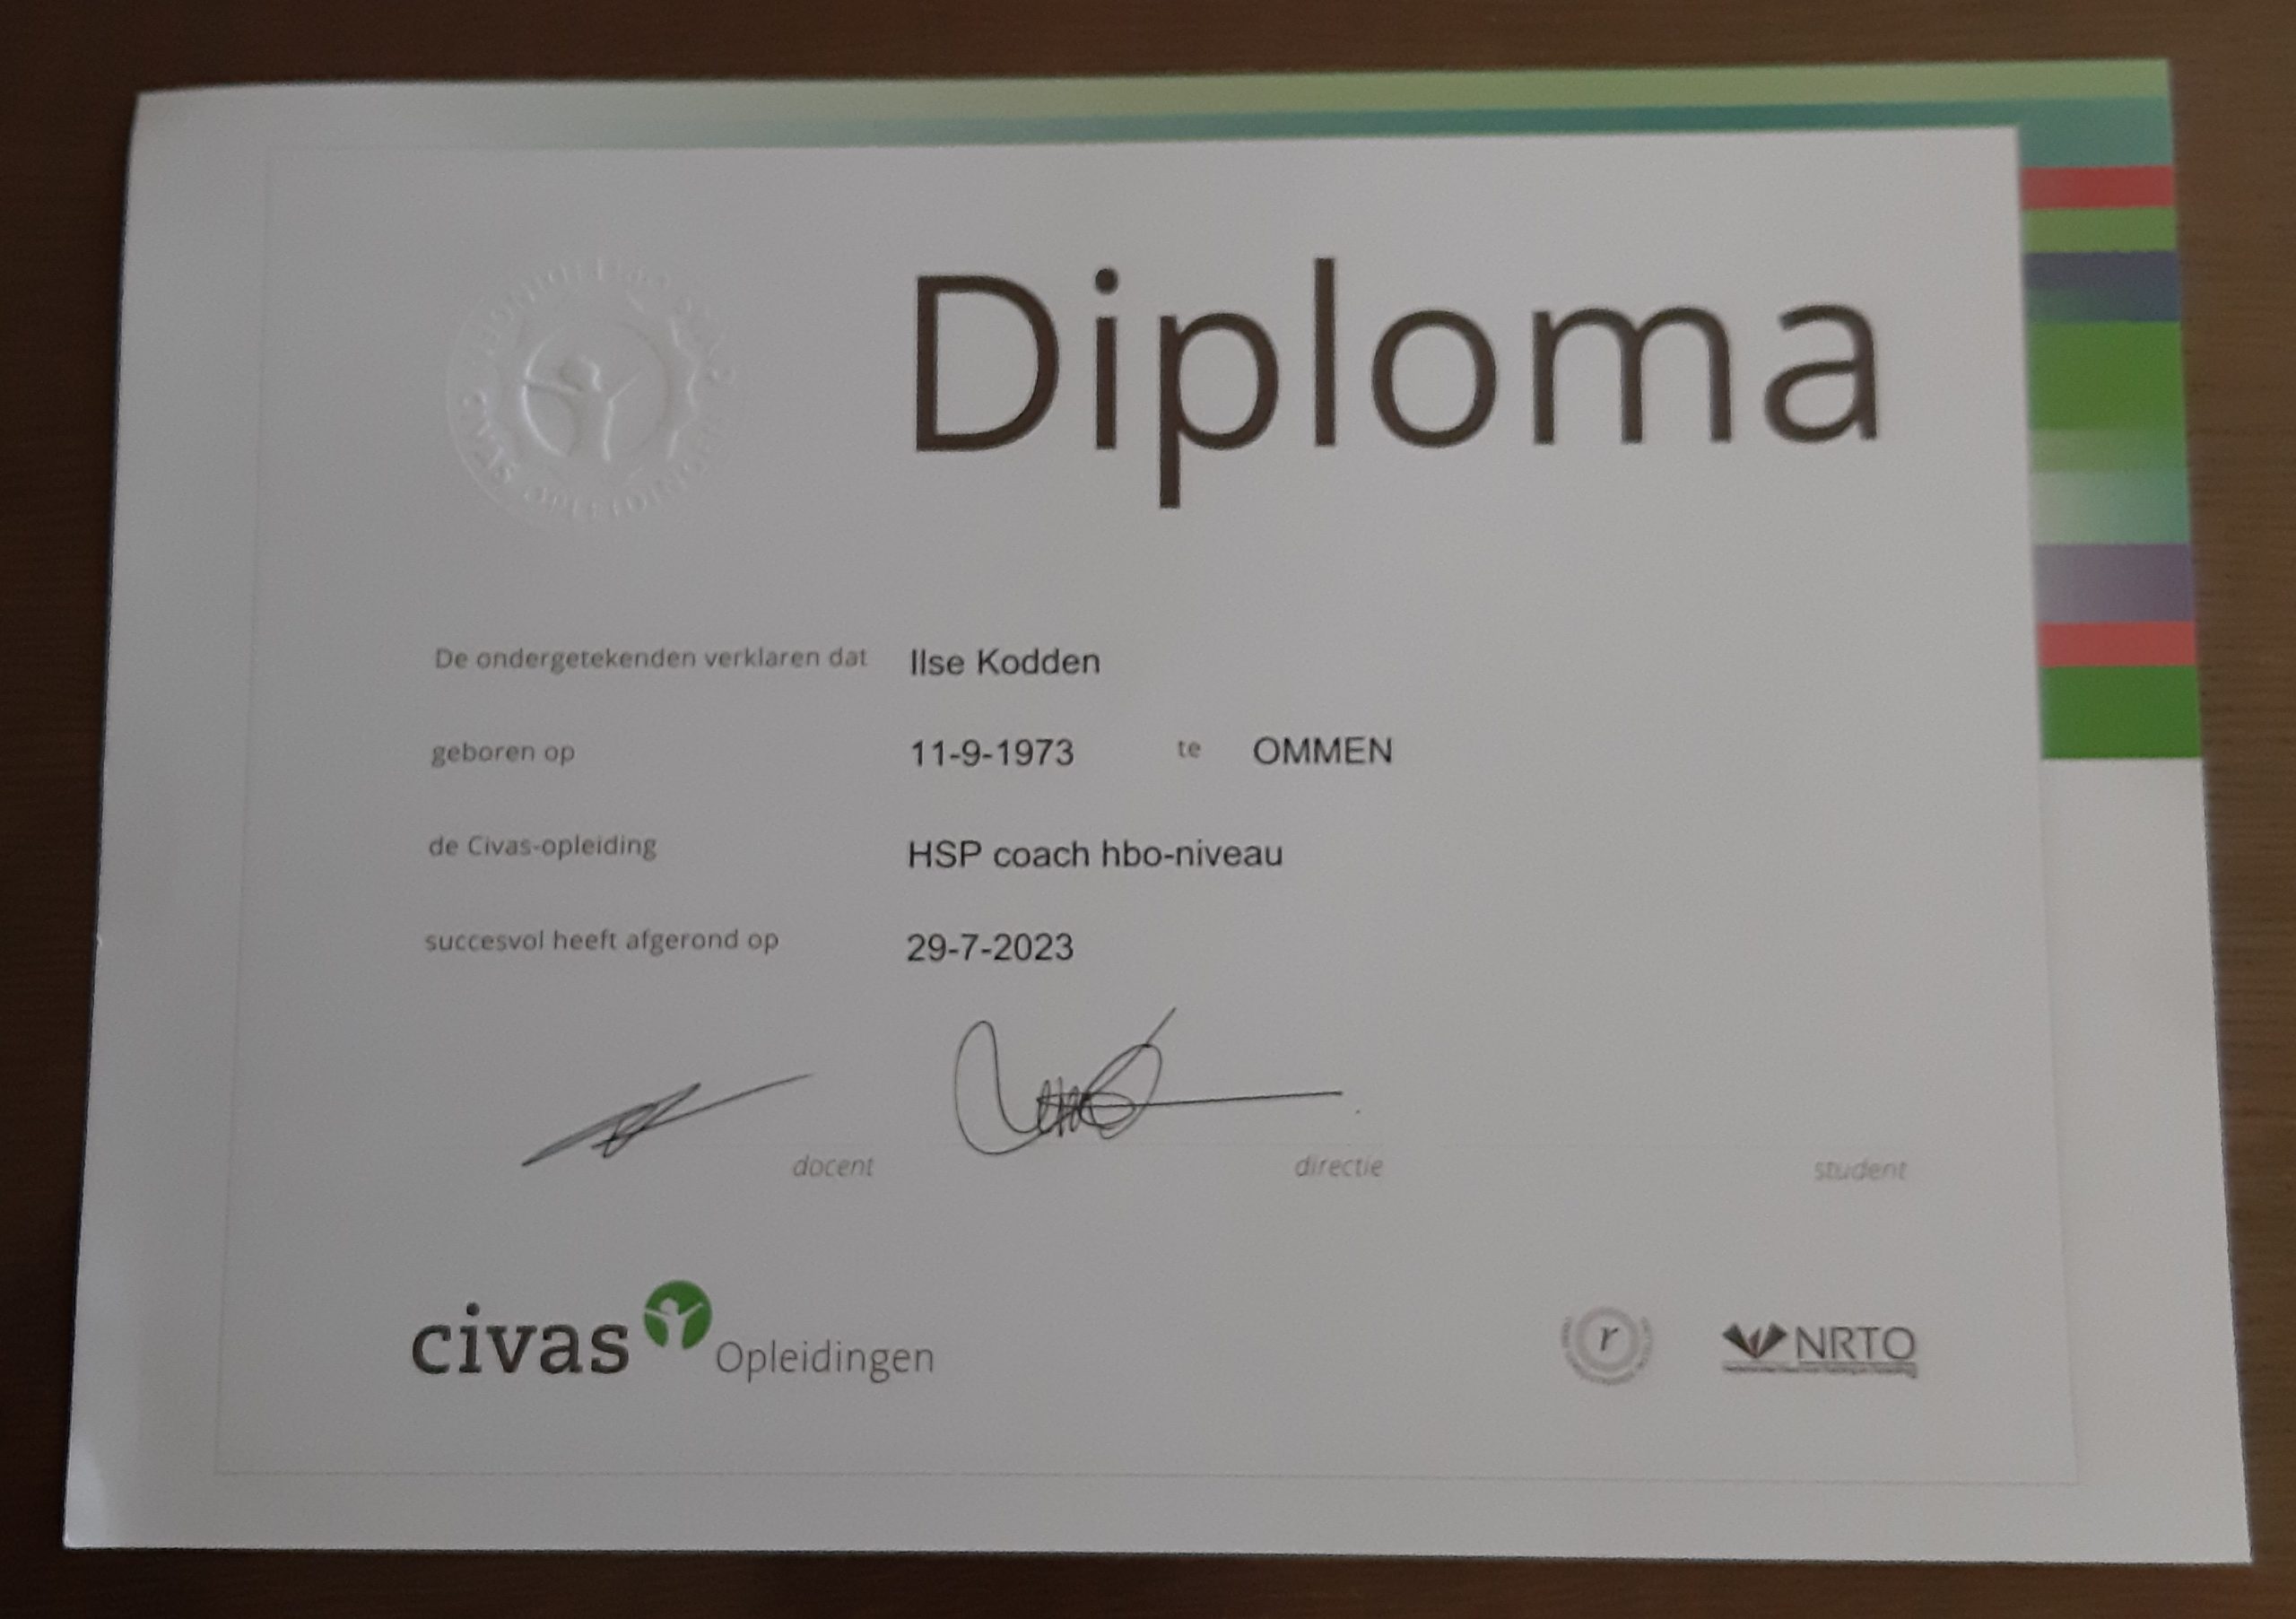 Diploma
De ondergetekenden verklaren dat Ilse Kodden
geboren op 11-9-1973 te OMMEN
de Civas-opleiding HSP coach hbo-niveau
succesvol heeft afgerond op 29-7-2023
docent directie student
civas Opleidingen
r NRTO